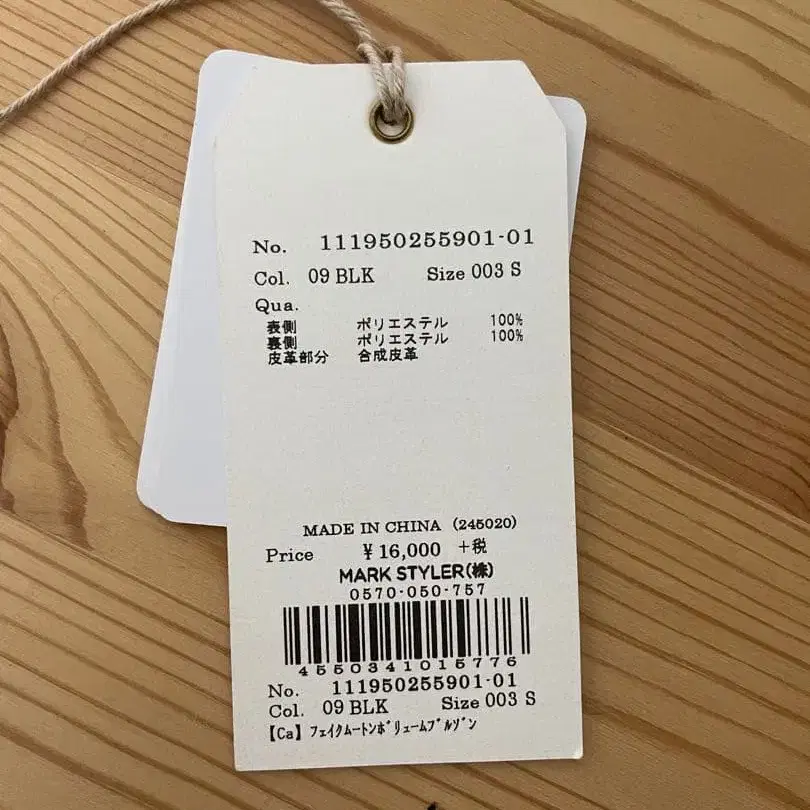 No. 111950255901-01
Col. 09 BLK Size 003 S
Qua.
表側 ポリエステル 100%
裏側 ポリエステル 100%
皮革部分 合成皮革
MADE IN CHINA (245020)
Price ¥16,000 +税
MARK STYLER(株)
0570-050-757
4550341015776
No. 111950255901-01
Col. 09 BLK Size 003 S
【Ca】ﾌｪｲｸﾑｰﾄﾝﾎﾞﾘｭｰﾑﾌﾞﾙｿﾞﾝ